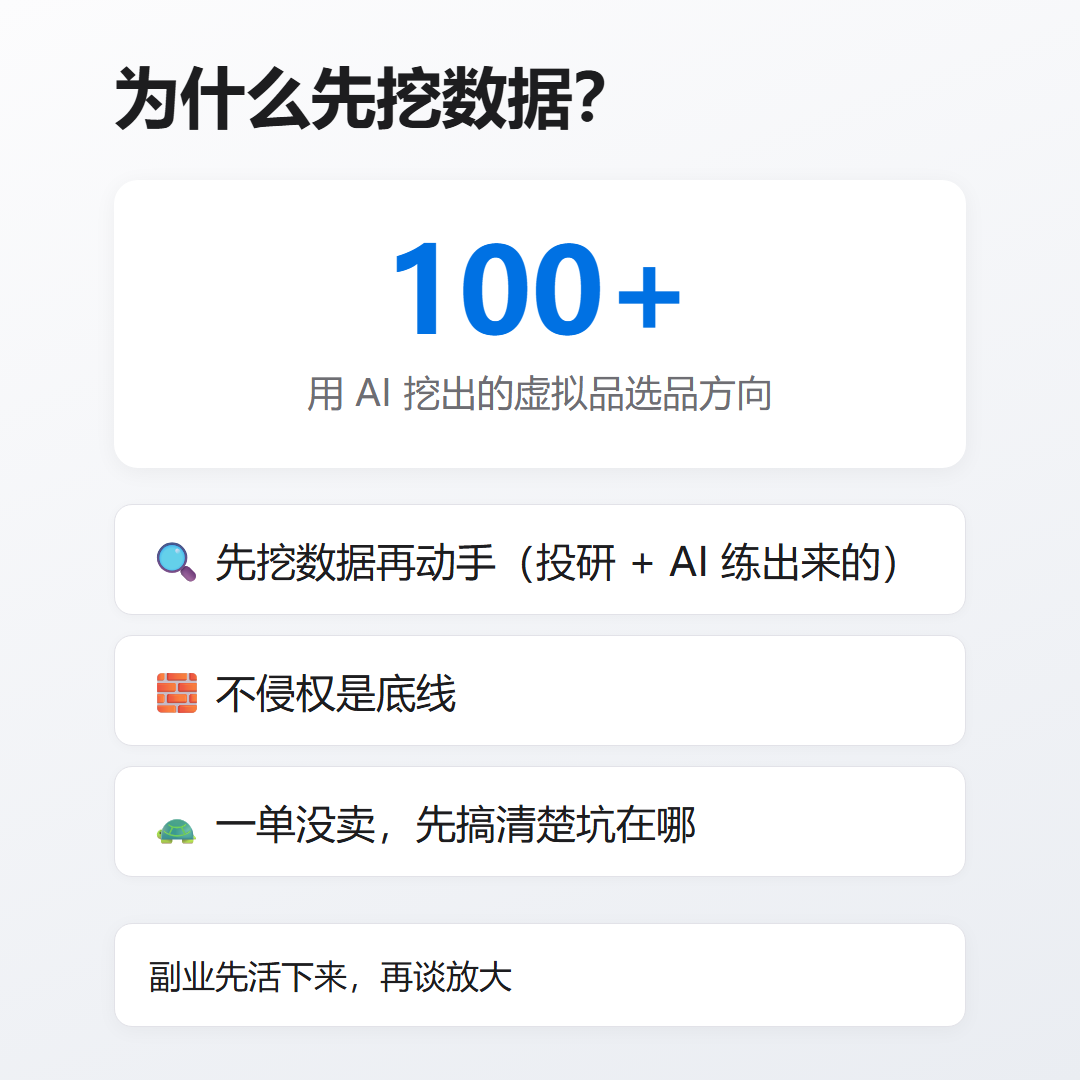 为什么先挖数据？
100+
用 AI 挖出的虚拟品选品方向
🔍 先挖数据再动手（投研 + AI 练出来的）
🧱 不侵权是底线
🐢 一单没卖，先搞清楚坑在哪
副业先活下来，再谈放大